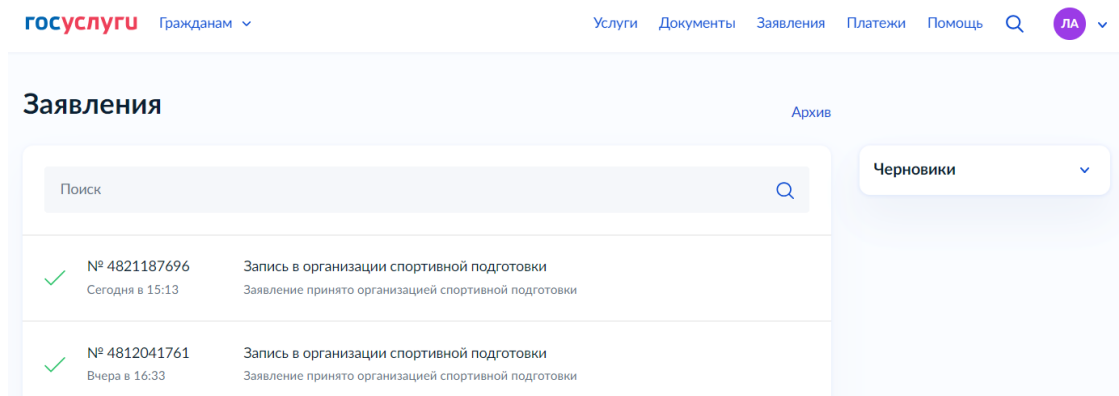 госуслуги Гражданам Услуги Документы Заявления Платежи Помощь ЛА
Заявления
Архив
Поиск
Черновики
№ 4821187696 Запись в организации спортивной подготовки
Сегодня в 15:13 Заявление принято организацией спортивной подготовки
№ 4812041761 Запись в организации спортивной подготовки
Вчера в 16:33 Заявление принято организацией спортивной подготовки